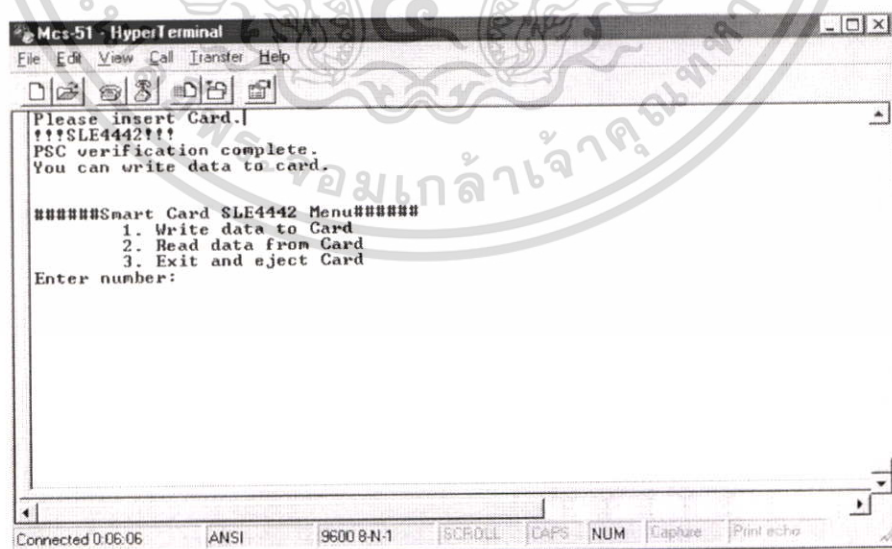 Mcs-51 - HyperTerminal
File Edit View Call Transfer Help
Please insert Card.
!!!SLE4442!!!
PSC verification complete.
You can write data to card.
######Smart Card SLE4442 Menu######
1. Write data to Card
2. Read data from Card
3. Exit and eject Card
Enter number:
Connected 0:06:06 ANSI 9600 8-N-1 SCROLL CAPS NUM Capture Print echo